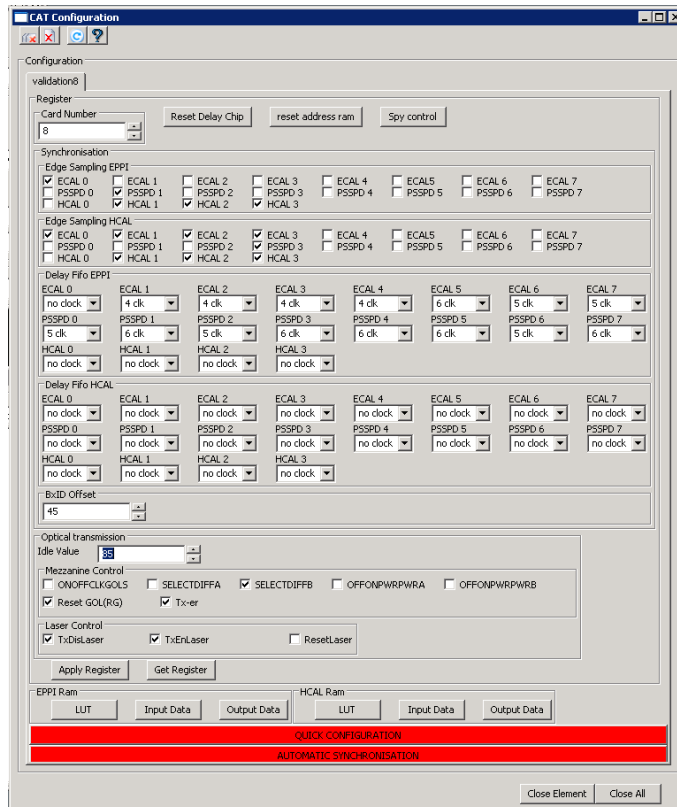 CAT Configuration
Configuration
validation8
Register
Card Number
8
Reset Delay Chip reset address ram Spy control
Synchronisation
Edge Sampling EPPI
ECAL 0 ECAL 1 ECAL 2 ECAL 3 ECAL 4 ECAL5 ECAL 6 ECAL 7
PSSPD 0 PSSPD 1 PSSPD 2 PSSPD 3 PSSPD 4 PSSPD 5 PSSPD 6 PSSPD 7
HCAL 0 HCAL 1 HCAL 2 HCAL 3
Edge Sampling HCAL
ECAL 0 ECAL 1 ECAL 2 ECAL 3 ECAL 4 ECAL5 ECAL 6 ECAL 7
PSSPD 0 PSSPD 1 PSSPD 2 PSSPD 3 PSSPD 4 PSSPD 5 PSSPD 6 PSSPD 7
HCAL 0 HCAL 1 HCAL 2 HCAL 3
Delay Fifo EPPI
ECAL 0 ECAL 1 ECAL 2 ECAL 3 ECAL 4 ECAL 5 ECAL 6 ECAL 7
no clock 4 clk 4 clk 4 clk 4 clk 6 clk 5 clk 5 clk
PSSPD 0 PSSPD 1 PSSPD 2 PSSPD 3 PSSPD 4 PSSPD 5 PSSPD 6 PSSPD 7
5 clk 6 clk 5 clk 6 clk 6 clk 6 clk 5 clk 6 clk
HCAL 0 HCAL 1 HCAL 2 HCAL 3
no clock no clock no clock no clock
Delay Fifo HCAL
ECAL 0 ECAL 1 ECAL 2 ECAL 3 ECAL 4 ECAL 5 ECAL 6 ECAL 7
no clock no clock no clock no clock no clock no clock no clock no clock
PSSPD 0 PSSPD 1 PSSPD 2 PSSPD 3 PSSPD 4 PSSPD 5 PSSPD 6 PSSPD 7
no clock no clock no clock no clock no clock no clock no clock no clock
HCAL 0 HCAL 1 HCAL 2 HCAL 3
no clock no clock no clock no clock
BxID Offset
45
Optical transmission
Idle Value 85
Mezzanine Control
ONOFFCLKGOLS SELECTDIFFA SELECTDIFFB OFFONPWRPWRA OFFONPWRPWRB
Reset GOL(RG) Tx-er
Laser Control
TxDisLaser TxEnLaser ResetLaser
Apply Register Get Register
EPPI Ram HCAL Ram
LUT Input Data Output Data LUT Input Data Output Data
QUICK CONFIGURATION
AUTOMATIC SYNCHRONISATION
Close Element Close All